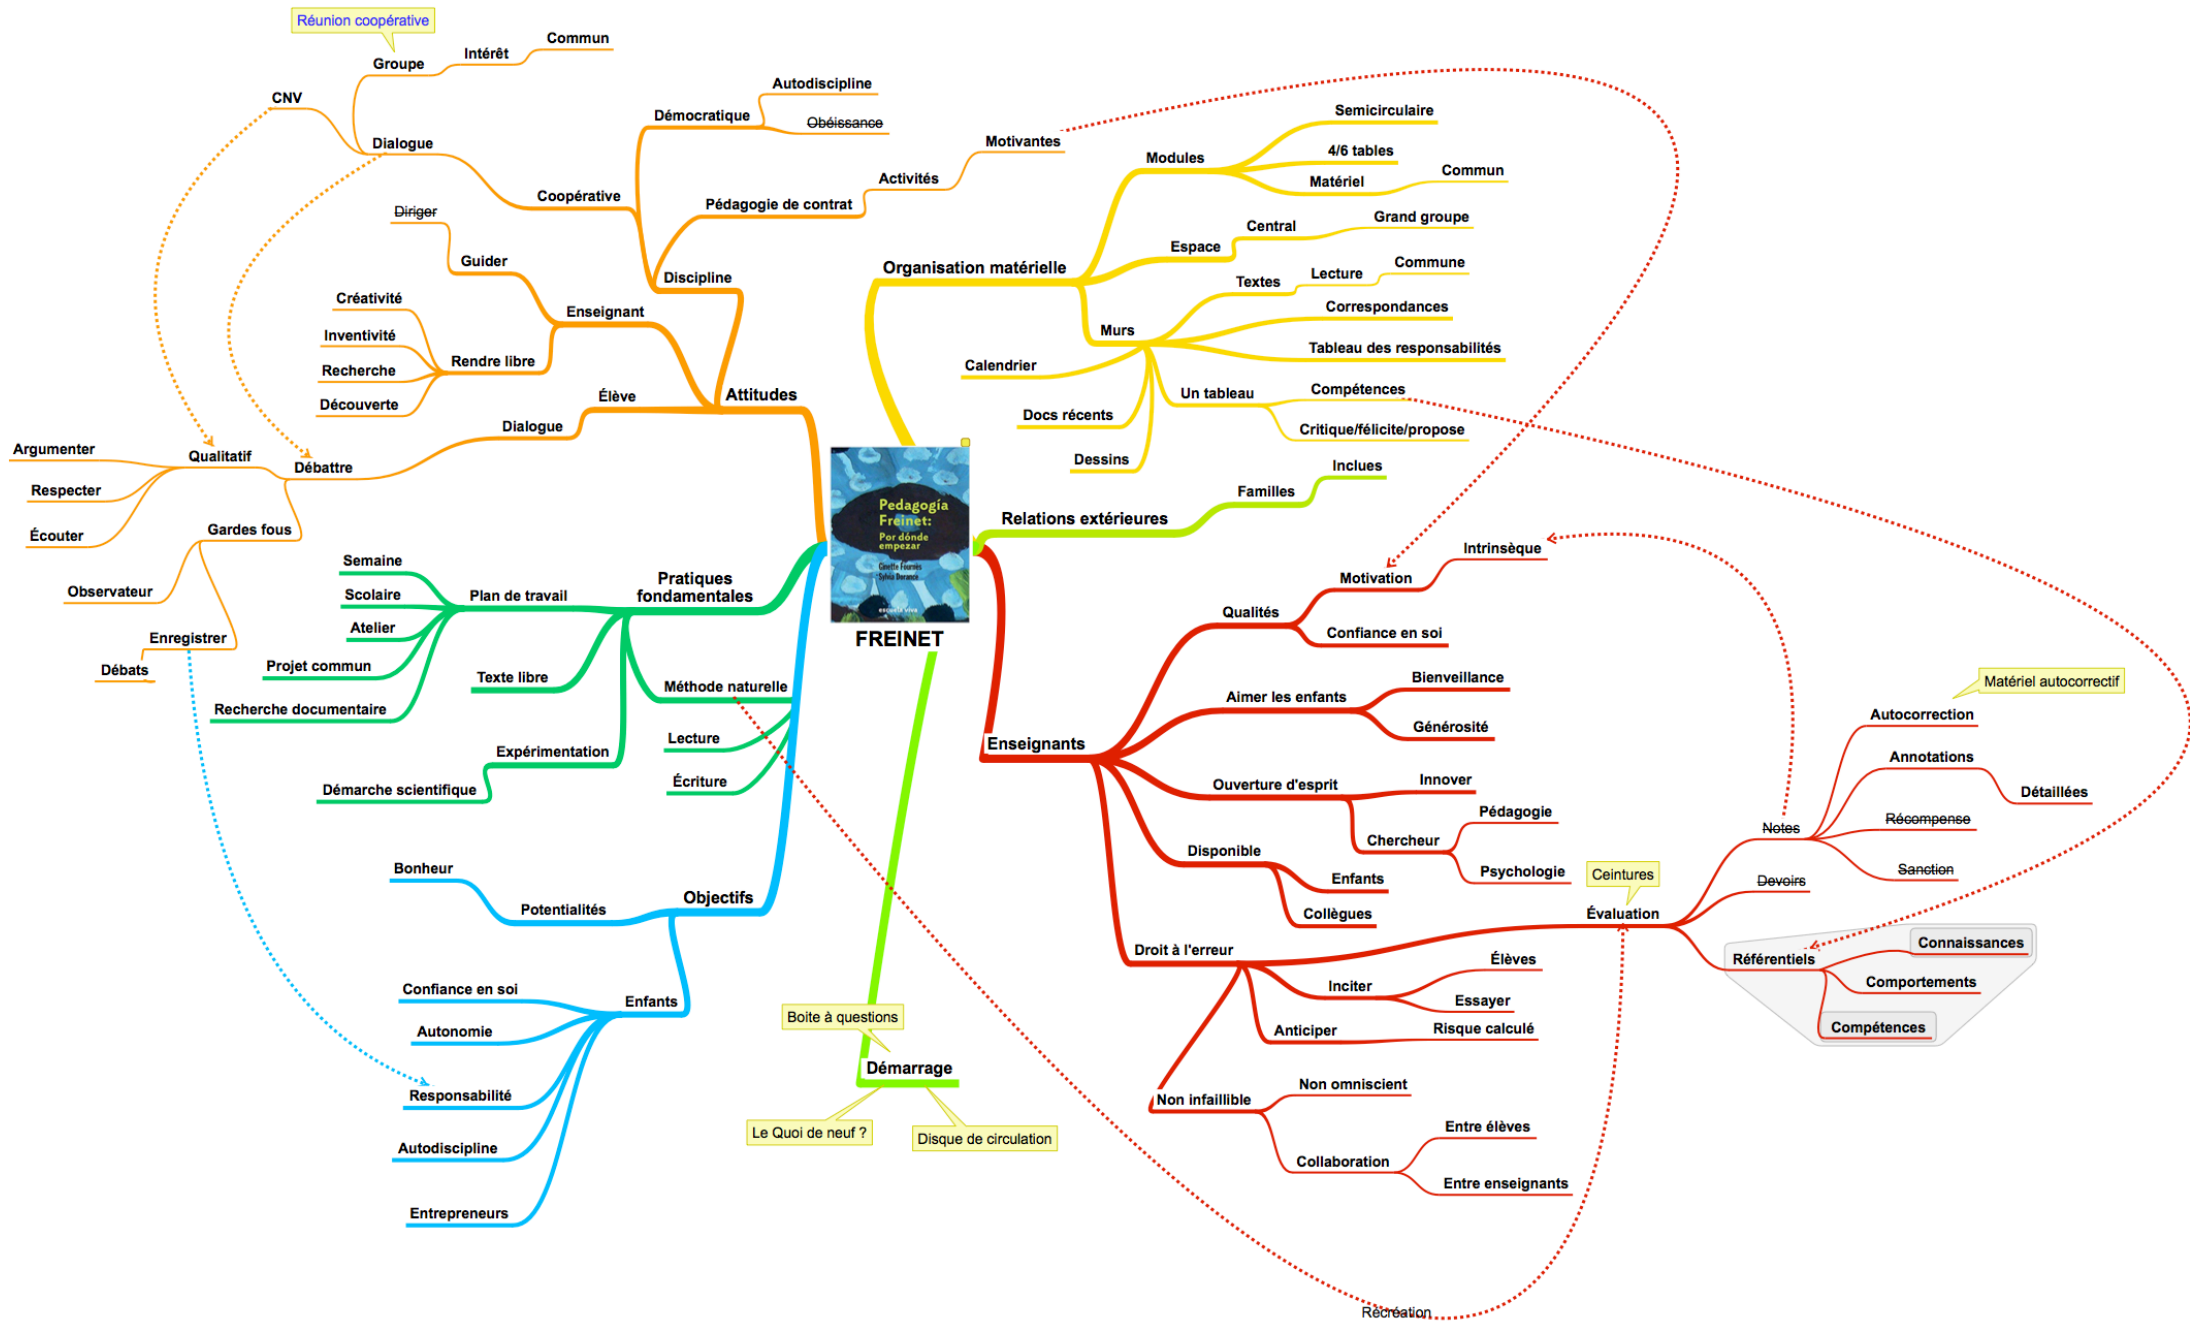 Réunion coopérative
Groupe
Intérêt
Commun
CNV
Dialogue
Coopérative
Démocratique
Autodiscipline
Obéissance
Pédagogie de contrat
Activités
Motivantes
Discipline
Diriger
Guider
Enseignant
Créativité
Inventivité
Recherche
Découverte
Rendre libre
Attitudes
Élève
Dialogue
Débattre
Qualitatif
Argumenter
Respecter
Écouter
Gardes fous
Observateur
Enregistrer
Débats
Pratiques
fondamentales
Plan de travail
Semaine
Scolaire
Atelier
Projet commun
Recherche documentaire
Texte libre
Méthode naturelle
Lecture
Écriture
Expérimentation
Démarche scientifique
Objectifs
Potentialités
Bonheur
Enfants
Confiance en soi
Autonomie
Responsabilité
Autodiscipline
Entrepreneurs
Pedagogía
Freinet:
Por dónde
empezar
Ginette Fournès
Sylvia Dorance
escuela viva
FREINET
Boite à questions
Démarrage
Le Quoi de neuf ?
Disque de circulation
Organisation matérielle
Modules
Semicirculaire
4/6 tables
Matériel
Commun
Espace
Central
Grand groupe
Murs
Textes
Lecture
Commune
Correspondances
Tableau des responsabilités
Un tableau
Compétences
Critique/félicite/propose
Calendrier
Docs récents
Dessins
Relations extérieures
Familles
Inclues
Enseignants
Qualités
Motivation
Intrinsèque
Confiance en soi
Aimer les enfants
Bienveillance
Générosité
Ouverture d'esprit
Innover
Chercheur
Pédagogie
Psychologie
Disponible
Enfants
Collègues
Droit à l'erreur
Évaluation
Ceintures
Notes
Autocorrection
Matériel autocorrectif
Annotations
Détaillées
Récompense
Sanction
Devoirs
Référentiels
Connaissances
Comportements
Compétences
Inciter
Élèves
Essayer
Anticiper
Risque calculé
Non infaillible
Non omniscient
Collaboration
Entre élèves
Entre enseignants
Récréation